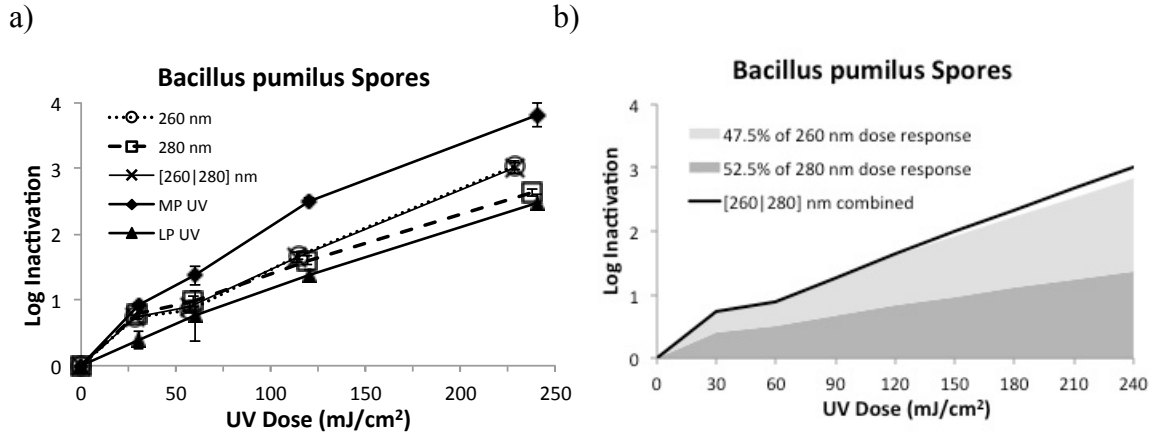 a)
Bacillus pumilus Spores
260 nm
280 nm
[260|280] nm
MP UV
LP UV
Log Inactivation
4
3
2
1
0
0 50 100 150 200 250
UV Dose (mJ/cm²)
b)
Bacillus pumilus Spores
47.5% of 260 nm dose response
52.5% of 280 nm dose response
[260|280] nm combined
Log Inactivation
4
3
2
1
0
0 30 60 90 120 150 180 210 240
UV Dose (mJ/cm²)